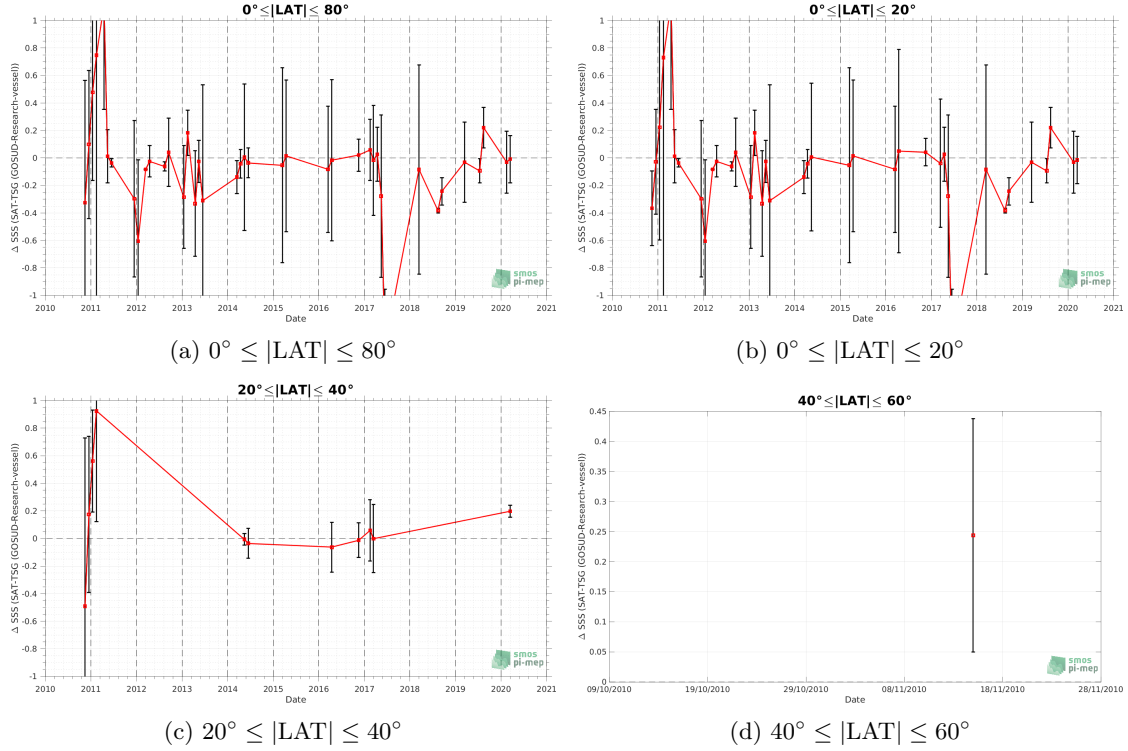 0°≤|LAT|≤ 80°
Δ SSS (SAT-TSG (GOSUD-Research-vessel))
1
0.8
0.6
0.4
0.2
0
-0.2
-0.4
-0.6
-0.8
-1
2010 2011 2012 2013 2014 2015 2016 2017 2018 2019 2020 2021
Date
smos
pi-mep
(a) 0° ≤ |LAT| ≤ 80°
0°≤|LAT|≤ 20°
Δ SSS (SAT-TSG (GOSUD-Research-vessel))
1
0.8
0.6
0.4
0.2
0
-0.2
-0.4
-0.6
-0.8
-1
2010 2011 2012 2013 2014 2015 2016 2017 2018 2019 2020 2021
Date
smos
pi-mep
(b) 0° ≤ |LAT| ≤ 20°
20°≤|LAT|≤ 40°
Δ SSS (SAT-TSG (GOSUD-Research-vessel))
1
0.8
0.6
0.4
0.2
0
-0.2
-0.4
-0.6
-0.8
-1
2010 2011 2012 2013 2014 2015 2016 2017 2018 2019 2020 2021
Date
smos
pi-mep
(c) 20° ≤ |LAT| ≤ 40°
40°≤|LAT|≤ 60°
Δ SSS (SAT-TSG (GOSUD-Research-vessel))
0.45
0.4
0.35
0.3
0.25
0.2
0.15
0.1
0.05
0
09/10/2010 19/10/2010 29/10/2010 08/11/2010 18/11/2010 28/11/2010
Date
smos
pi-mep
(d) 40° ≤ |LAT| ≤ 60°